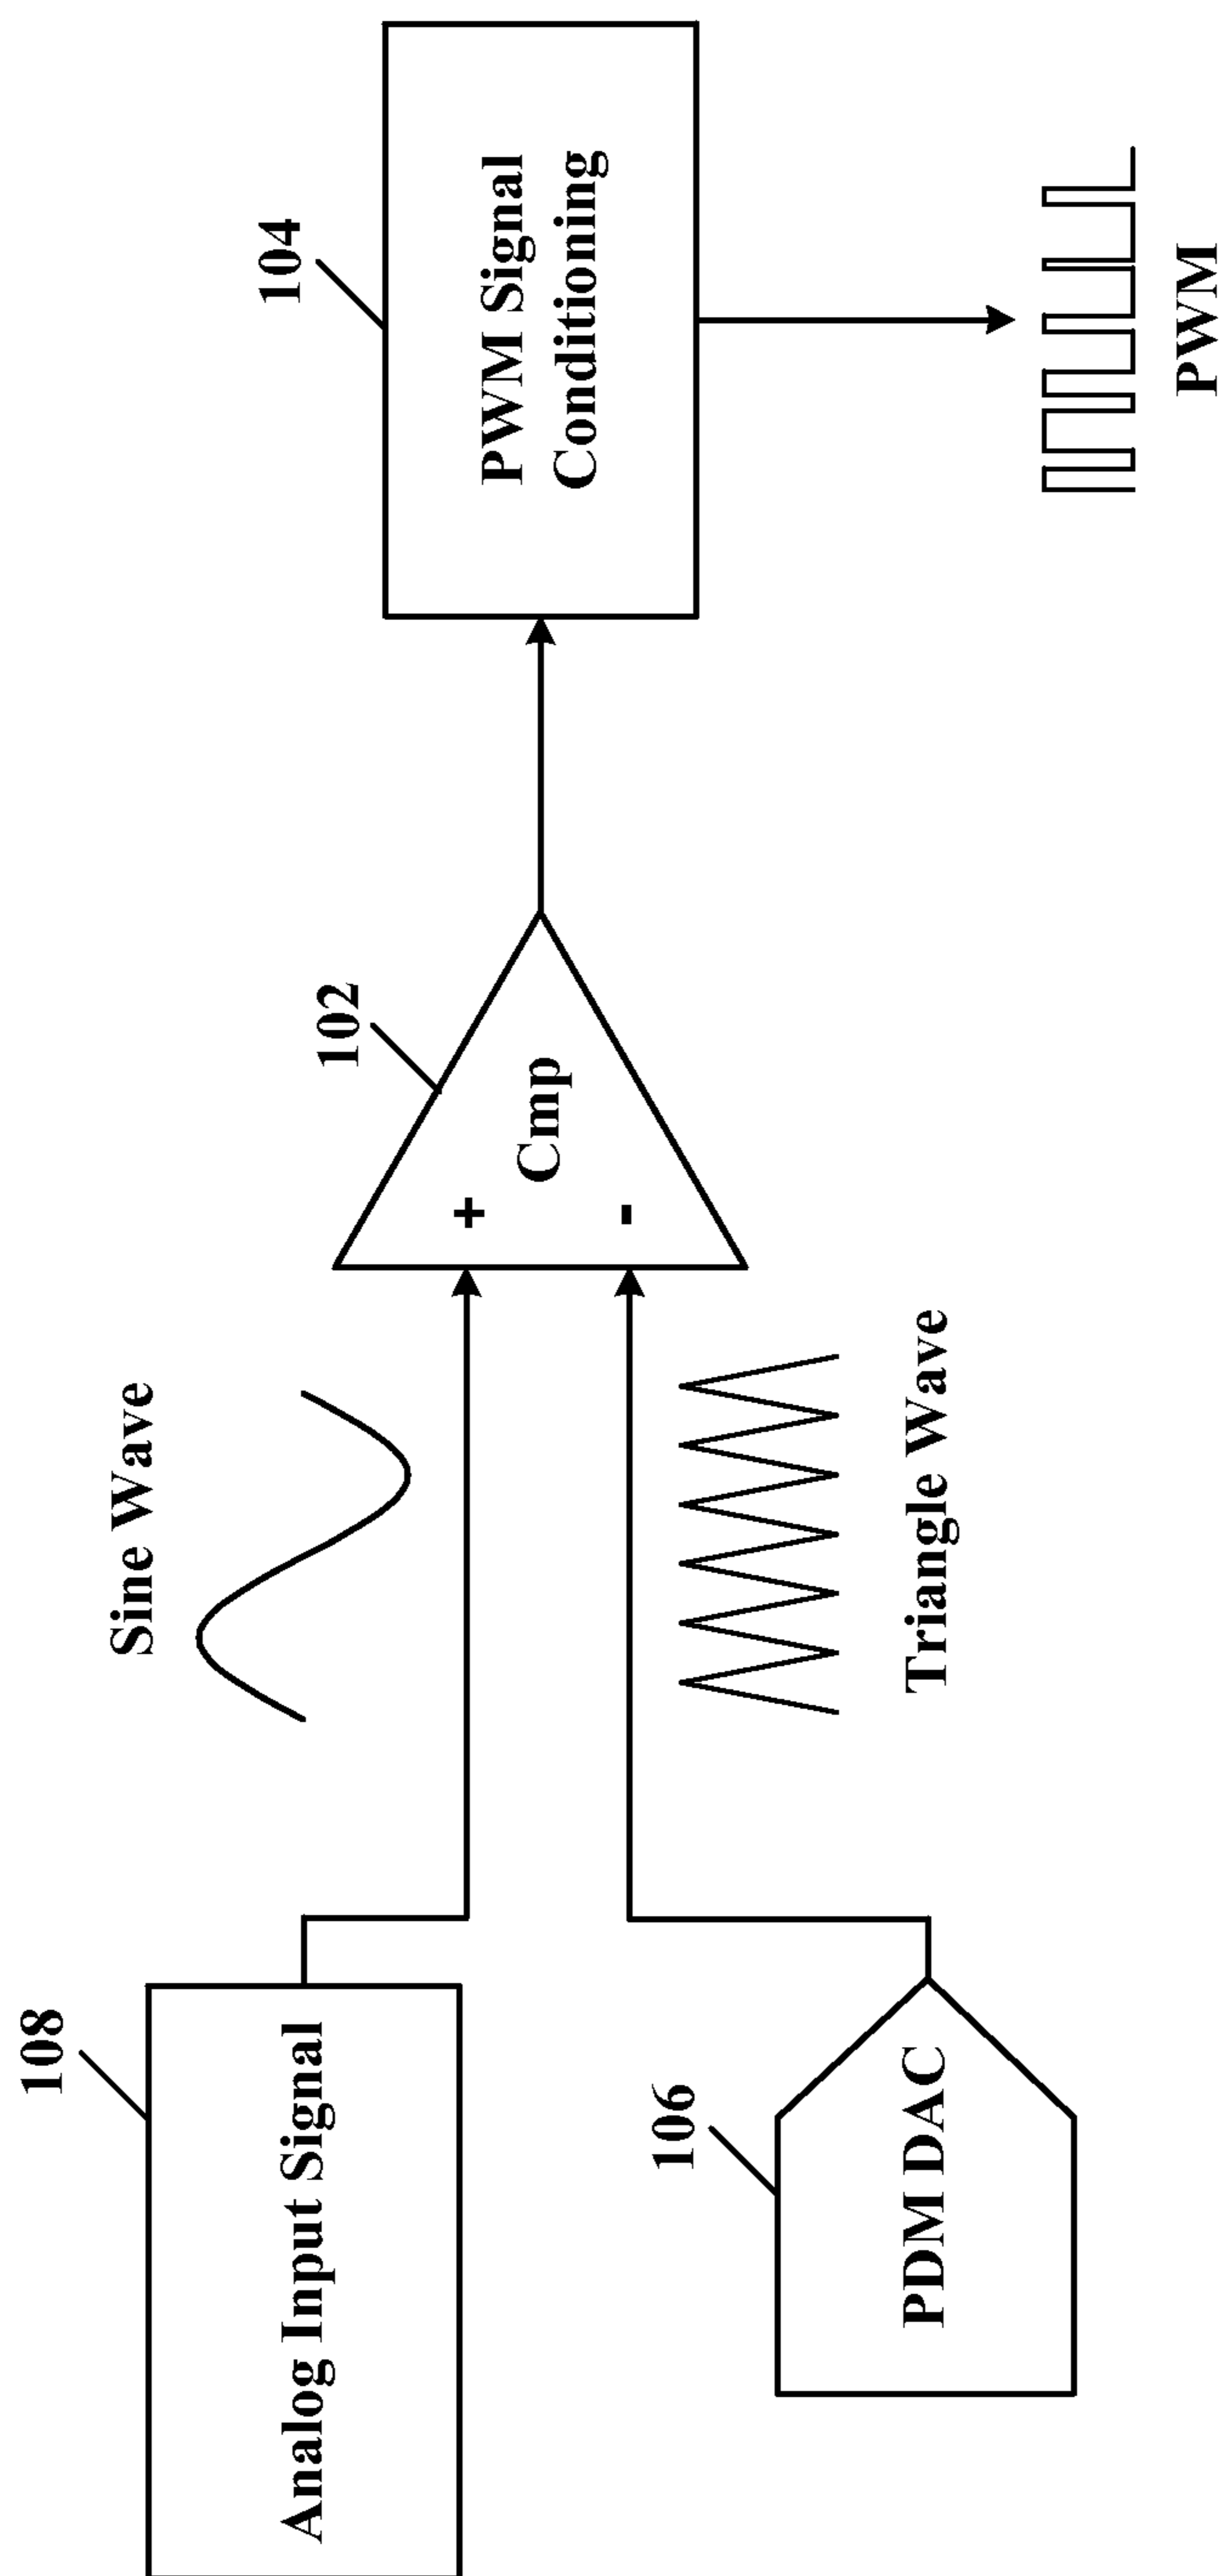 108
Analog Input Signal
Sine Wave
102
+
-
Cmp
104
PWM Signal
Conditioning
106
PDM DAC
Triangle Wave
PWM